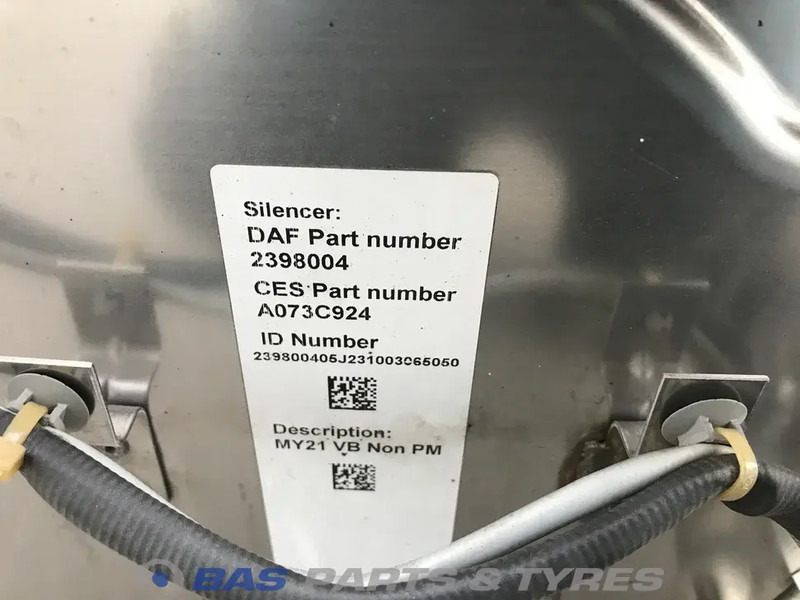 Silencer:
DAF Part number
2398004
CES Part number
A073C924
ID Number
239800405J231003C65050
Description:
MY21 VB Non PM
BAS PARTS & TYRES